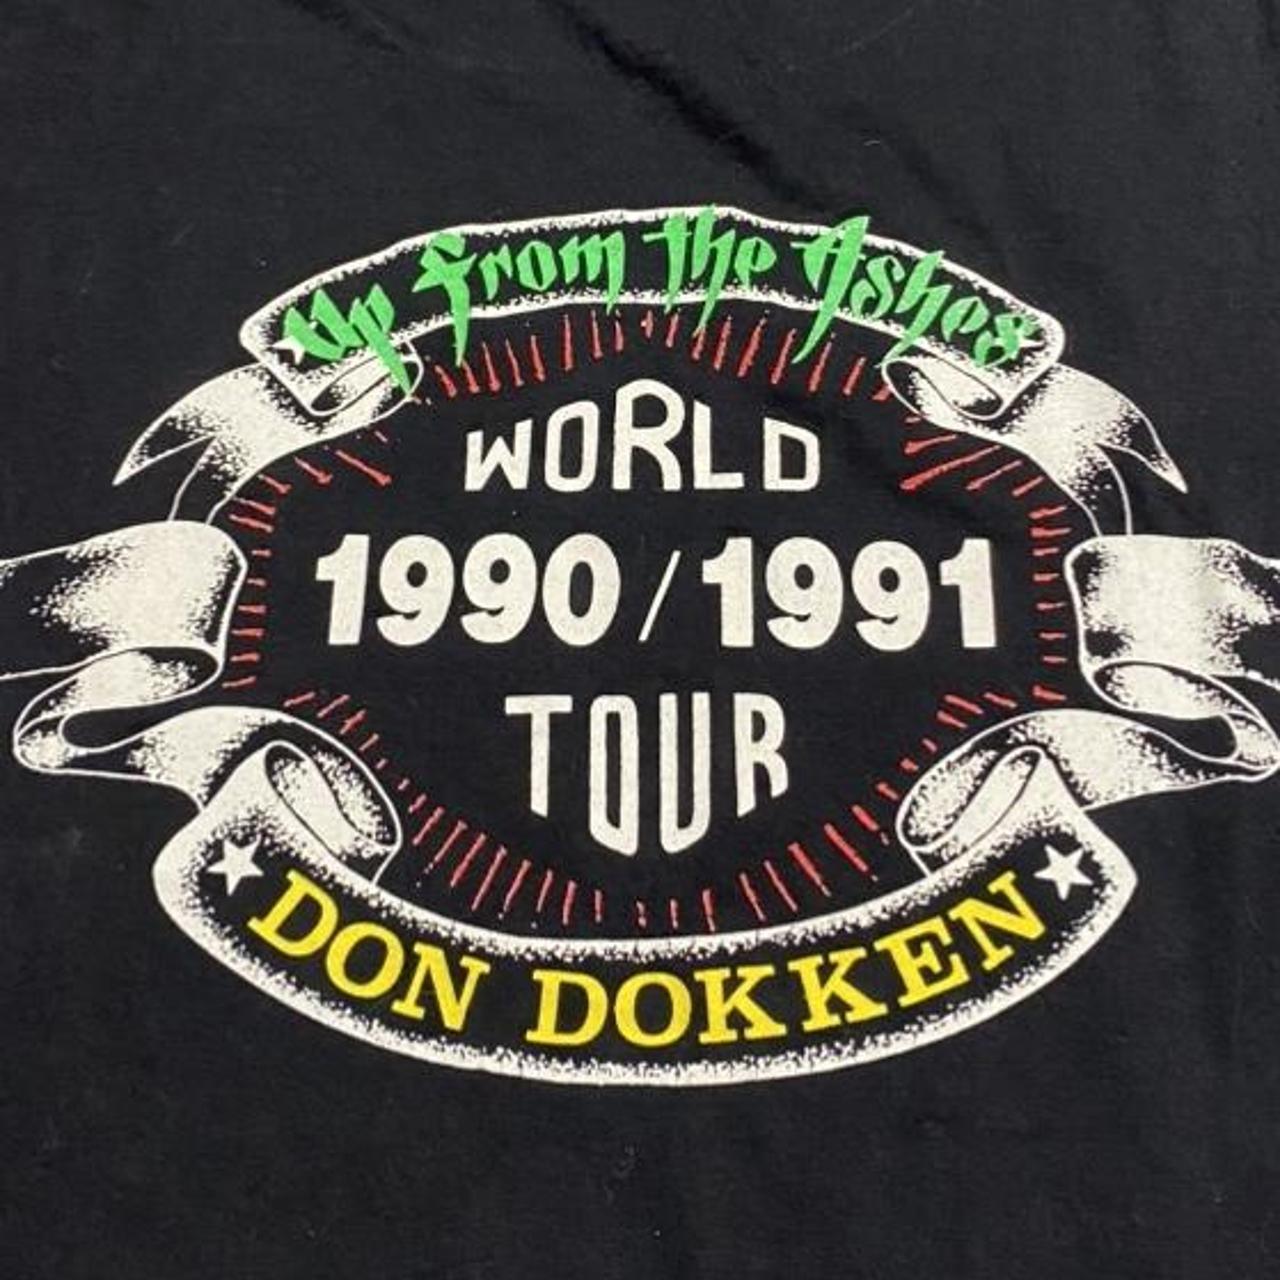 Up From The Ashes
WORLD
1990/1991
TOUR
DON DOKKEN